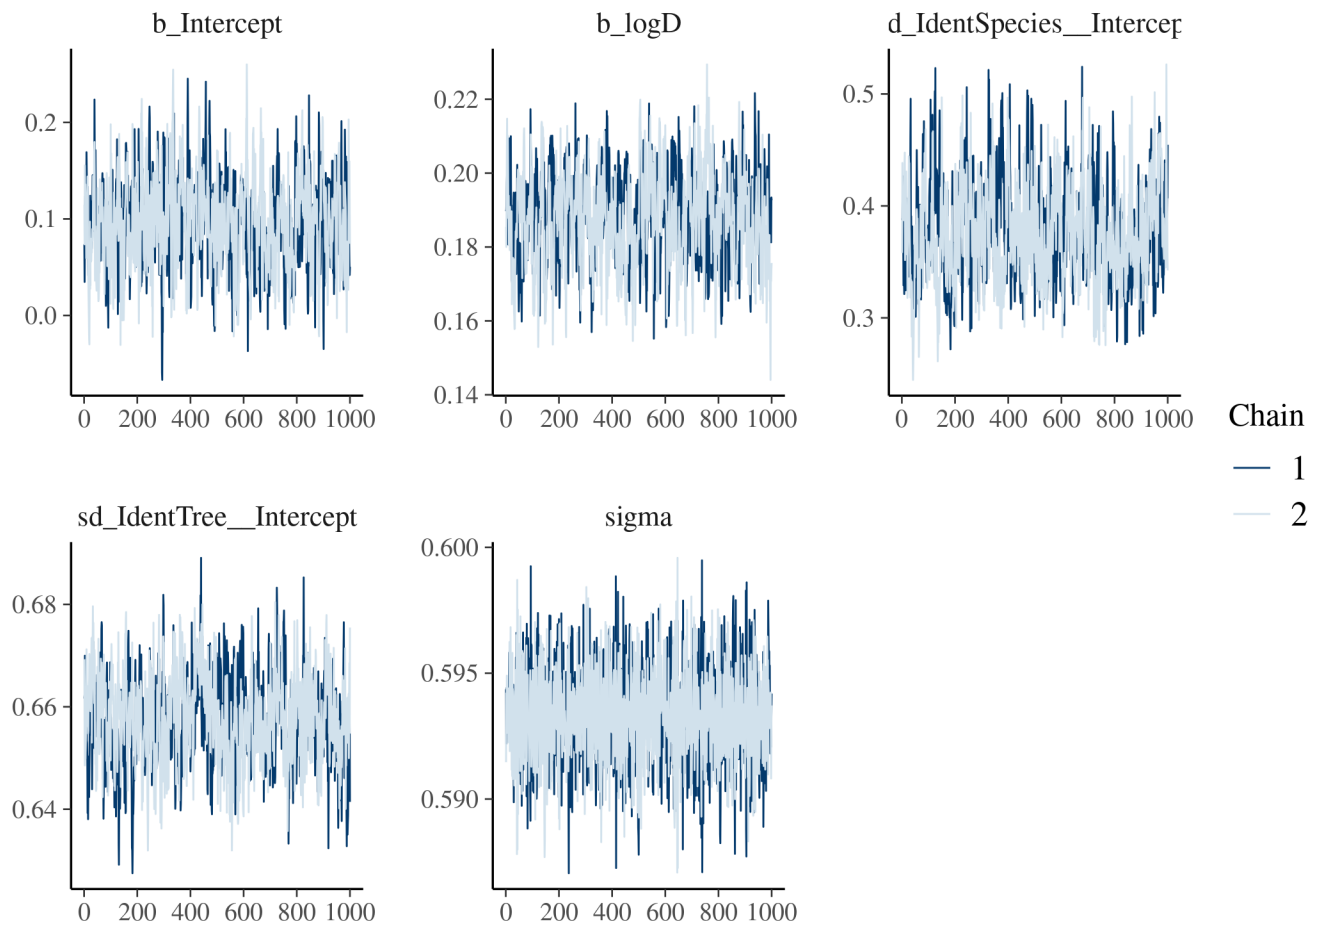 b_Intercept
0.2
0.1
0.0
0 200 400 600 800 1000
b_logD
0.22
0.20
0.18
0.16
0.14
0 200 400 600 800 1000
d_IdentSpecies__Intercep
0.5
0.4
0.3
0 200 400 600 800 1000
sd_IdentTree__Intercept
0.68
0.66
0.64
0 200 400 600 800 1000
sigma
0.600
0.595
0.590
0 200 400 600 800 1000
Chain
1
2